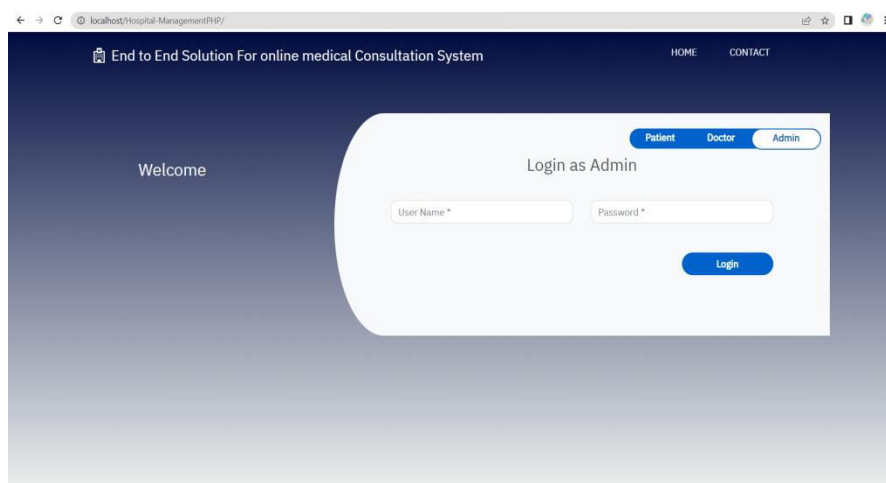 localhost/Hospital-ManagementPHP/
End to End Solution For online medical Consultation System HOME CONTACT
Patient Doctor Admin
Welcome
Login as Admin
User Name * Password *
Login